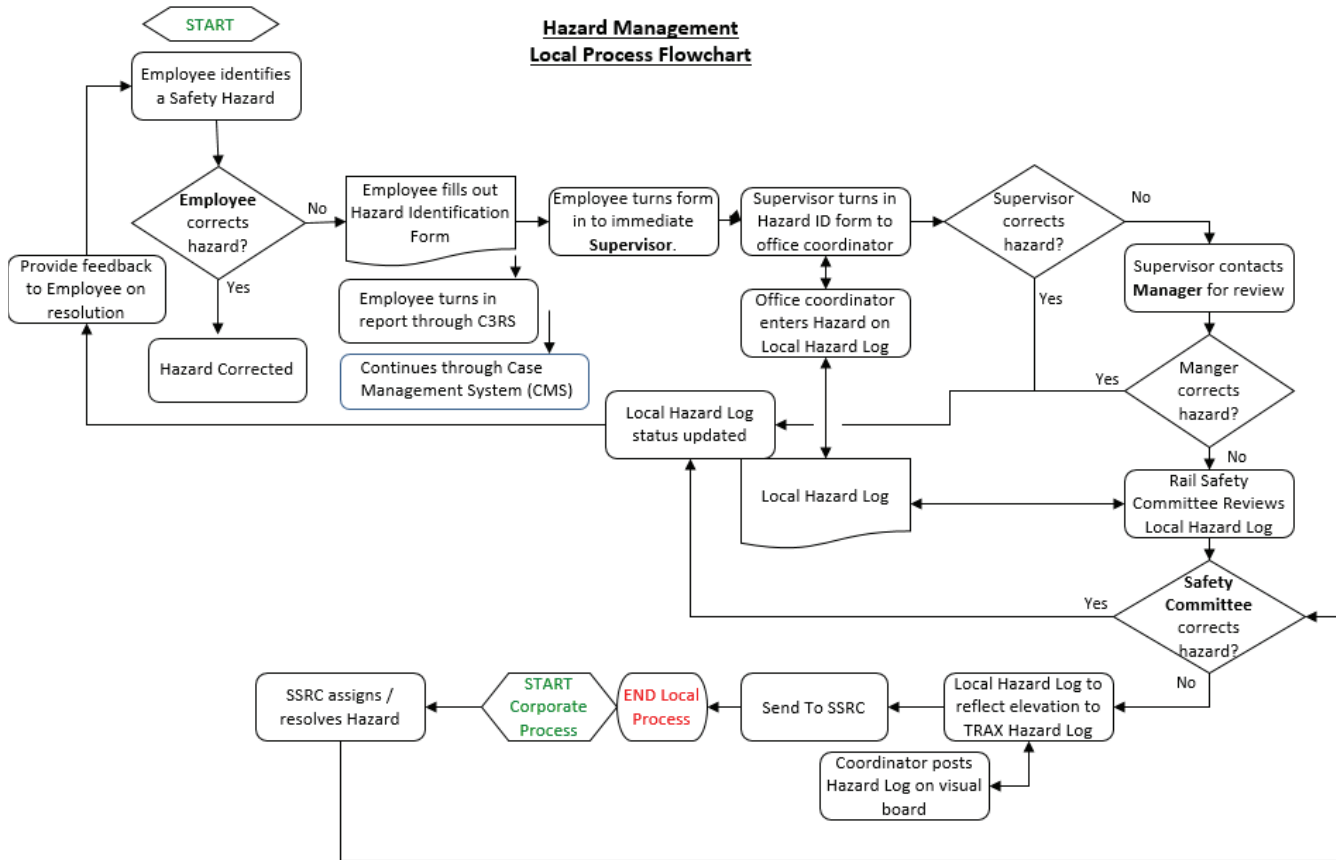 START
Hazard Management
Local Process Flowchart
Employee identifies
a Safety Hazard
Employee
corrects
hazard?
No
Yes
Hazard Corrected
Employee fills out
Hazard Identification
Form
Employee turns in
report through C3RS
Continues through Case
Management System (CMS)
Employee turns form
in to immediate
Supervisor.
Supervisor turns in
Hazard ID form to
office coordinator
Office coordinator
enters Hazard on
Local Hazard Log
Supervisor
corrects
hazard?
No
Yes
Supervisor contacts
Manager for review
Manger
corrects
hazard?
Yes
No
Provide feedback
to Employee on
resolution
Local Hazard Log
status updated
Local Hazard Log
Rail Safety
Committee Reviews
Local Hazard Log
Safety
Committee
corrects
hazard?
Yes
No
Local Hazard Log to
reflect elevation to
TRAX Hazard Log
Coordinator posts
Hazard Log on visual
board
Send To SSRC
END Local
Process
START
Corporate
Process
SSRC assigns /
resolves Hazard